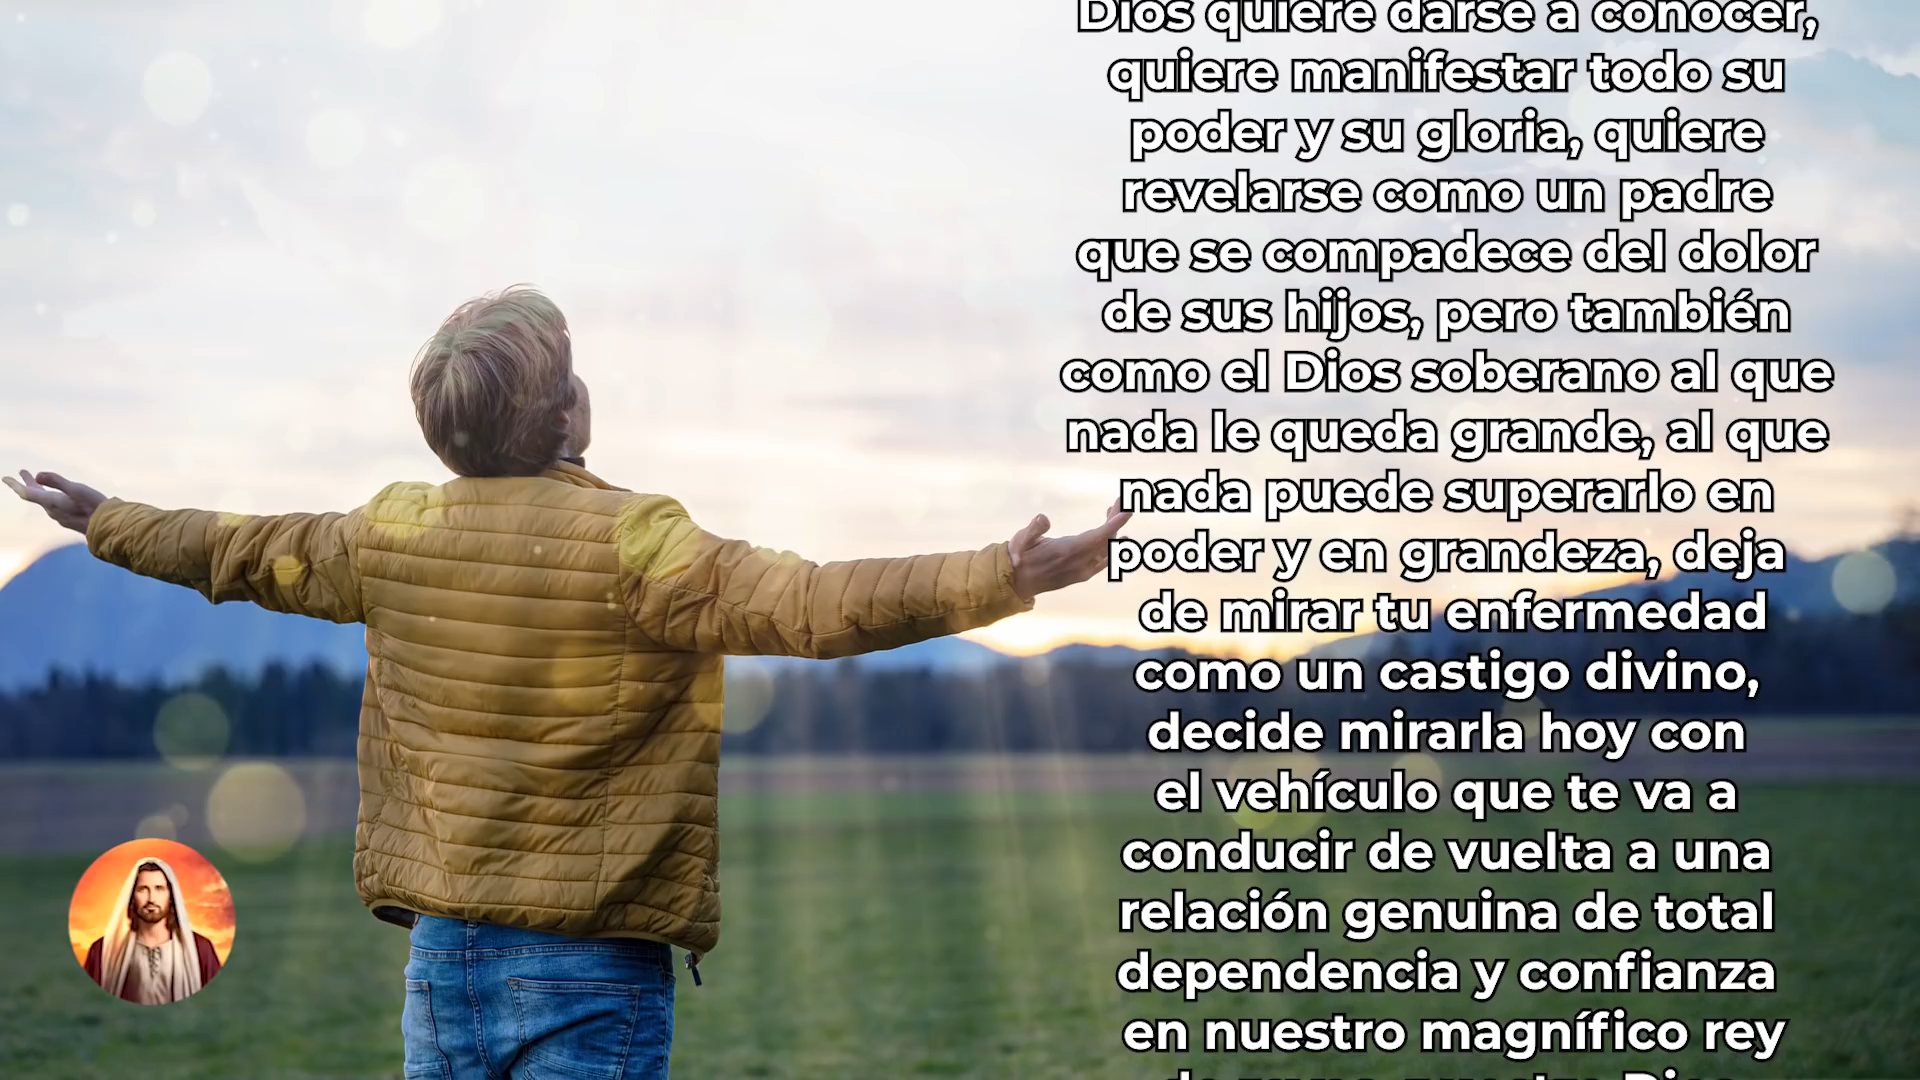 Dios quiere darse a conocer,
quiere manifestar todo su
poder y su gloria, quiere
revelarse como un padre
que se compadece del dolor
de sus hijos, pero también
como el Dios soberano al que
nada le queda grande, al que
nada puede superarlo en
poder y en grandeza, deja
de mirar tu enfermedad
como un castigo divino,
decide mirarla hoy con
el vehículo que te va a
conducir de vuelta a una
relación genuina de total
dependencia y confianza
en nuestro magnífico rey